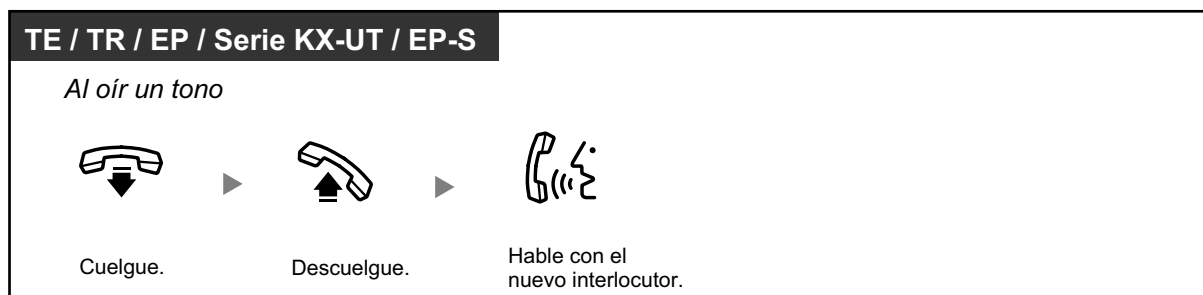 TE / TR / EP / Serie KX-UT / EP-S
Al oír un tono
Cuelgue.
Descuelgue.
Hable con el
nuevo interlocutor.